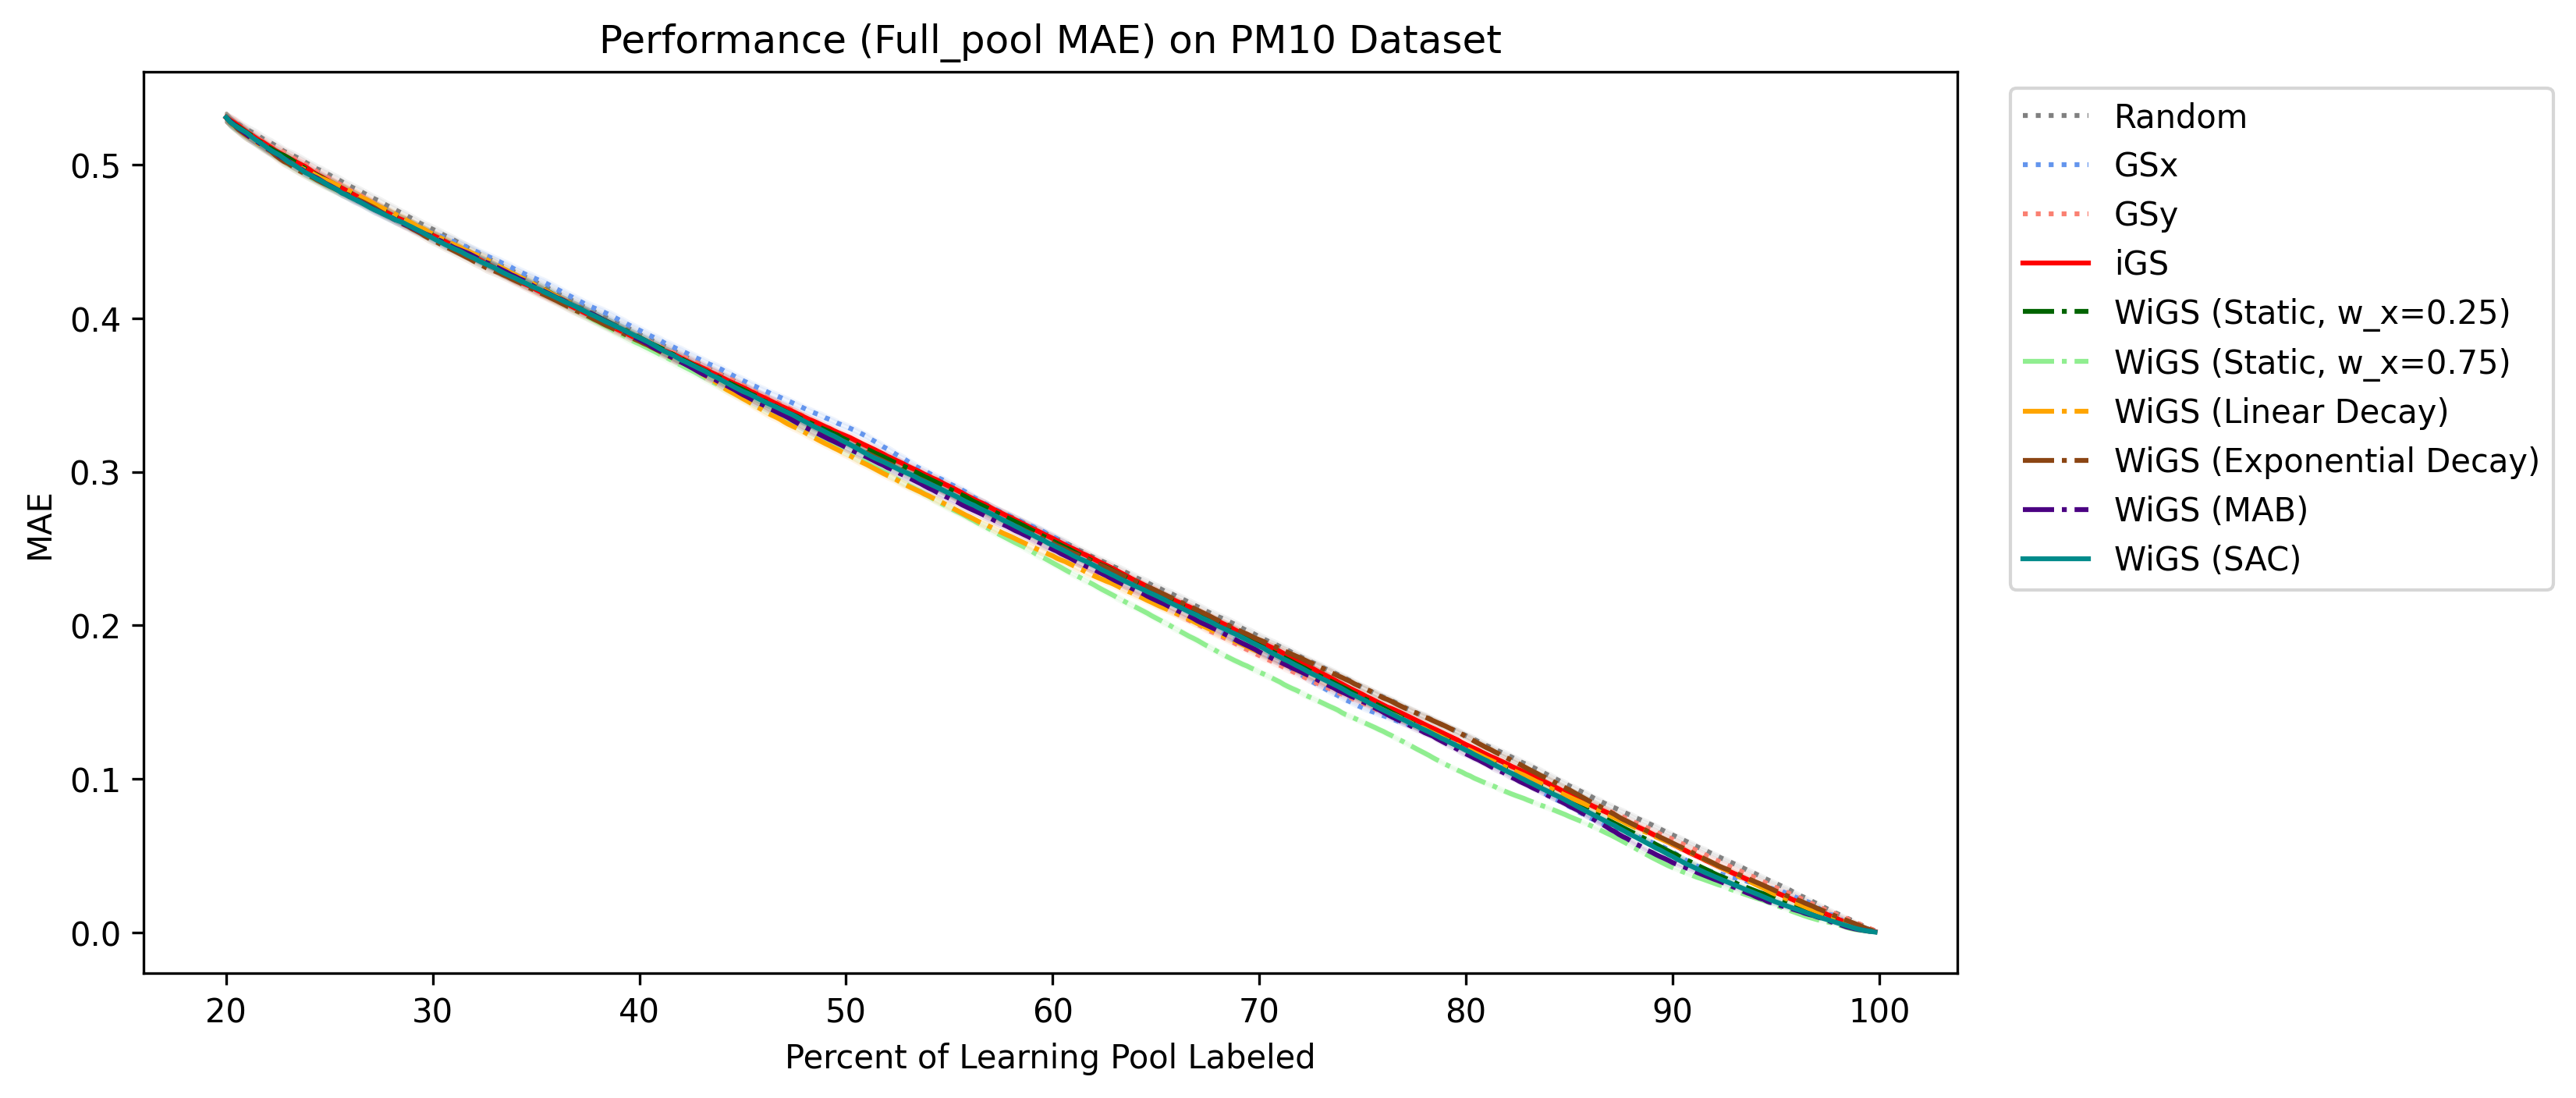 Performance (Full_pool MAE) on PM10 Dataset
MAE
0.5
0.4
0.3
0.2
0.1
0.0
20 30 40 50 60 70 80 90 100
Percent of Learning Pool Labeled
Random
GSx
GSy
iGS
WiGS (Static, w_x=0.25)
WiGS (Static, w_x=0.75)
WiGS (Linear Decay)
WiGS (Exponential Decay)
WiGS (MAB)
WiGS (SAC)